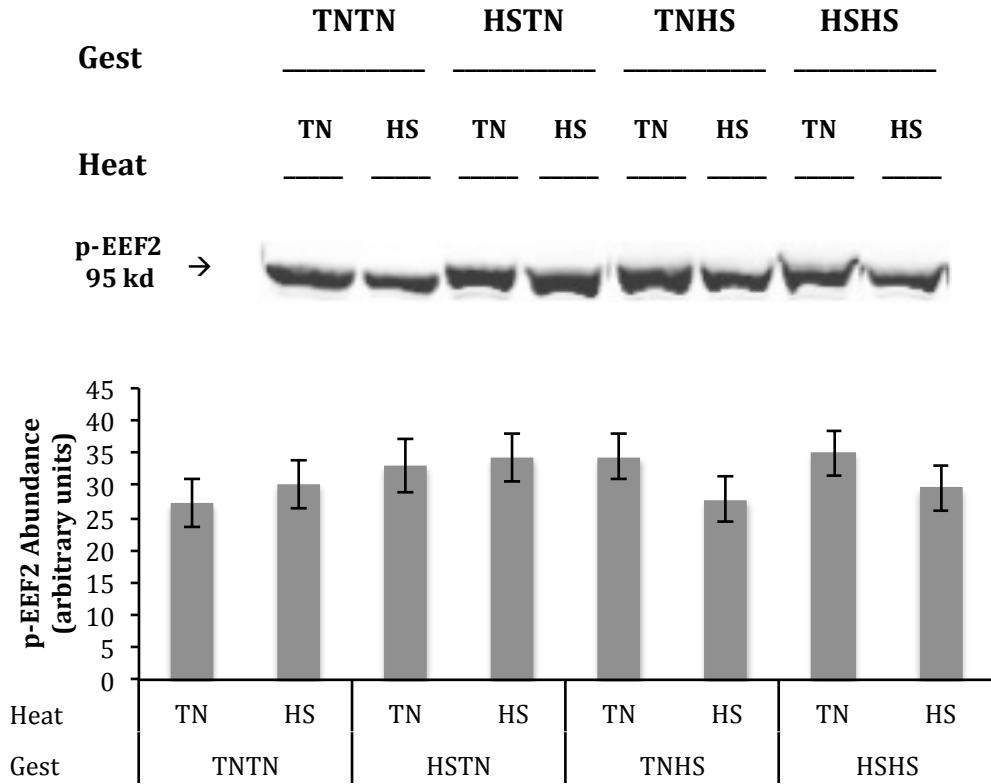 TNTN HSTN TNHS HSHS
Gest
TN HS TN HS TN HS TN HS
Heat
p-EEF2
95 kd →
p-EEF2 Abundance
(arbitrary units)
45
40
35
30
25
20
15
10
5
0
Heat TN HS TN HS TN HS TN HS
Gest TNTN HSTN TNHS HSHS